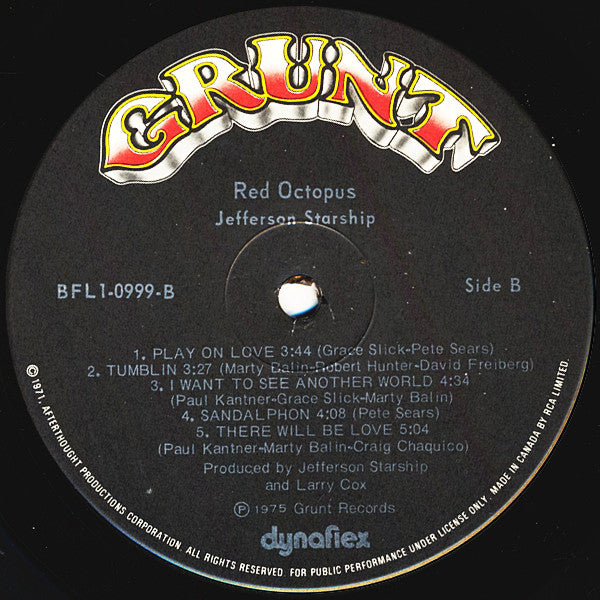 GRUNT
Red Octopus
Jefferson Starship
BFL1-0999-B
Side B
1. PLAY ON LOVE 3:44 (Grace Slick-Pete Sears)
2. TUMBLIN 3:27 (Marty Balin-Robert Hunter-David Freiberg)
3. I WANT TO SEE ANOTHER WORLD 4:34
(Paul Kantner-Grace Slick-Marty Balin)
4. SANDALPHON 4:08 (Pete Sears)
5. THERE WILL BE LOVE 5:04
(Paul Kantner-Marty Balin-Craig Chaquico)
Produced by Jefferson Starship
and Larry Cox
Ⓟ 1975 Grunt Records
dynaflex
©1971, AFTERTHOUGHT PRODUCTIONS CORPORATION. ALL RIGHTS RESERVED. FOR PUBLIC PERFORMANCE UNDER LICENSE ONLY. MADE IN CANADA BY RCA LIMITED.